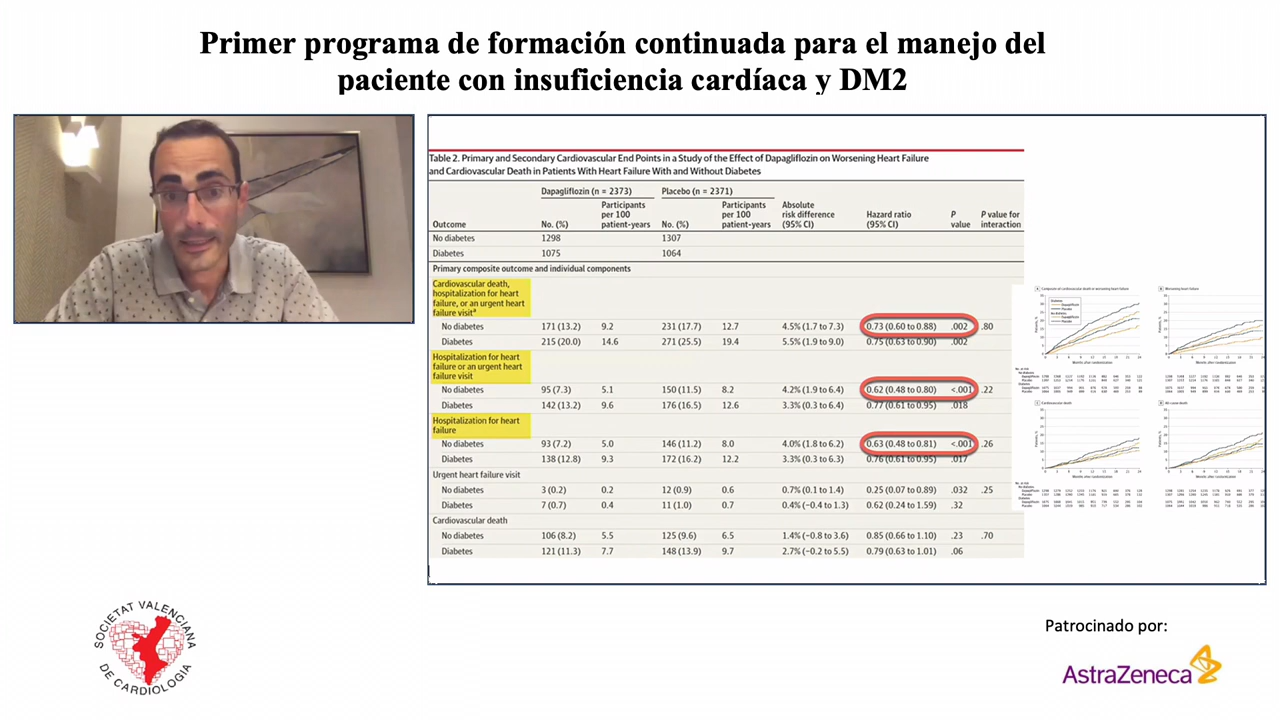 Primer programa de formación continuada para el manejo del
paciente con insuficiencia cardíaca y DM2
Table 2. Primary and Secondary Cardiovascular End Points in a Study of the Effect of Dapagliflozin on Worsening Heart Failure
and Cardiovascular Death in Patients With Heart Failure With and Without Diabetes
Dapagliflozin (n = 2373) Placebo (n = 2371)
Outcome No. (%) Participants per 100 patient-years No. (%) Participants per 100 patient-years Absolute risk difference (95% CI) Hazard ratio (95% CI) P value P value for interaction
No diabetes 1298 1307
Diabetes 1075 1064
Primary composite outcome and individual components
Cardiovascular death,
hospitalization for heart
failure, or an urgent heart
failure visitᵃ
No diabetes 171 (13.2) 9.2 231 (17.7) 12.7 4.5% (1.7 to 7.3) 0.73 (0.60 to 0.88) .002 .80
Diabetes 215 (20.0) 14.6 271 (25.5) 19.4 5.5% (1.9 to 9.0) 0.75 (0.63 to 0.90) .002
Hospitalization for heart
failure or an urgent heart
failure visit
No diabetes 95 (7.3) 5.1 150 (11.5) 8.2 4.2% (1.9 to 6.4) 0.62 (0.48 to 0.80) <.001 .22
Diabetes 142 (13.2) 9.6 176 (16.5) 12.6 3.3% (0.3 to 6.4) 0.77 (0.61 to 0.95) .018
Hospitalization for heart
failure
No diabetes 93 (7.2) 5.0 146 (11.2) 8.0 4.0% (1.8 to 6.2) 0.63 (0.48 to 0.81) <.001 .26
Diabetes 138 (12.8) 9.3 172 (16.2) 12.2 3.3% (0.3 to 6.3) 0.76 (0.61 to 0.95) .017
Urgent heart failure visit
No diabetes 3 (0.2) 0.2 12 (0.9) 0.6 0.7% (0.1 to 1.4) 0.25 (0.07 to 0.89) .032 .25
Diabetes 7 (0.7) 0.4 11 (1.0) 0.7 0.4% (−0.4 to 1.3) 0.62 (0.24 to 1.59) .32
Cardiovascular death
No diabetes 106 (8.2) 5.5 125 (9.6) 6.5 1.4% (−0.8 to 3.6) 0.85 (0.66 to 1.10) .23 .70
Diabetes 121 (11.3) 7.7 148 (13.9) 9.7 2.7% (−0.2 to 5.5) 0.79 (0.63 to 1.01) .06
Composite of cardiovascular death or worsening heart failure
Worsening heart failure
Cardiovascular death
All-cause death
SOCIETAT VALENCIANA
DE CARDIOLOGIA
Patrocinado por:
AstraZeneca